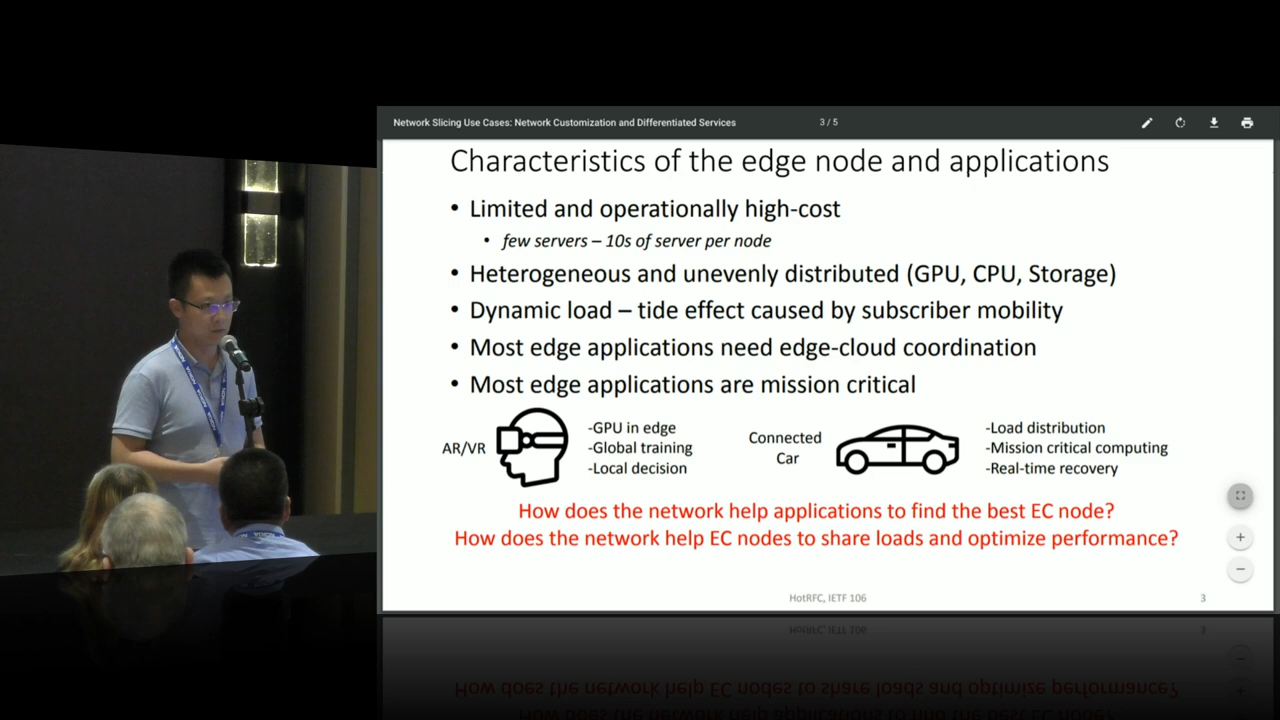 Network Slicing Use Cases: Network Customization and Differentiated Services
3 / 5
Characteristics of the edge node and applications
• Limited and operationally high-cost
• few servers – 10s of server per node
• Heterogeneous and unevenly distributed (GPU, CPU, Storage)
• Dynamic load – tide effect caused by subscriber mobility
• Most edge applications need edge-cloud coordination
• Most edge applications are mission critical
AR/VR
-GPU in edge
-Global training
-Local decision
Connected
Car
-Load distribution
-Mission critical computing
-Real-time recovery
How does the network help applications to find the best EC node?
How does the network help EC nodes to share loads and optimize performance?
HotRFC, IETF 106
3
NOKIA